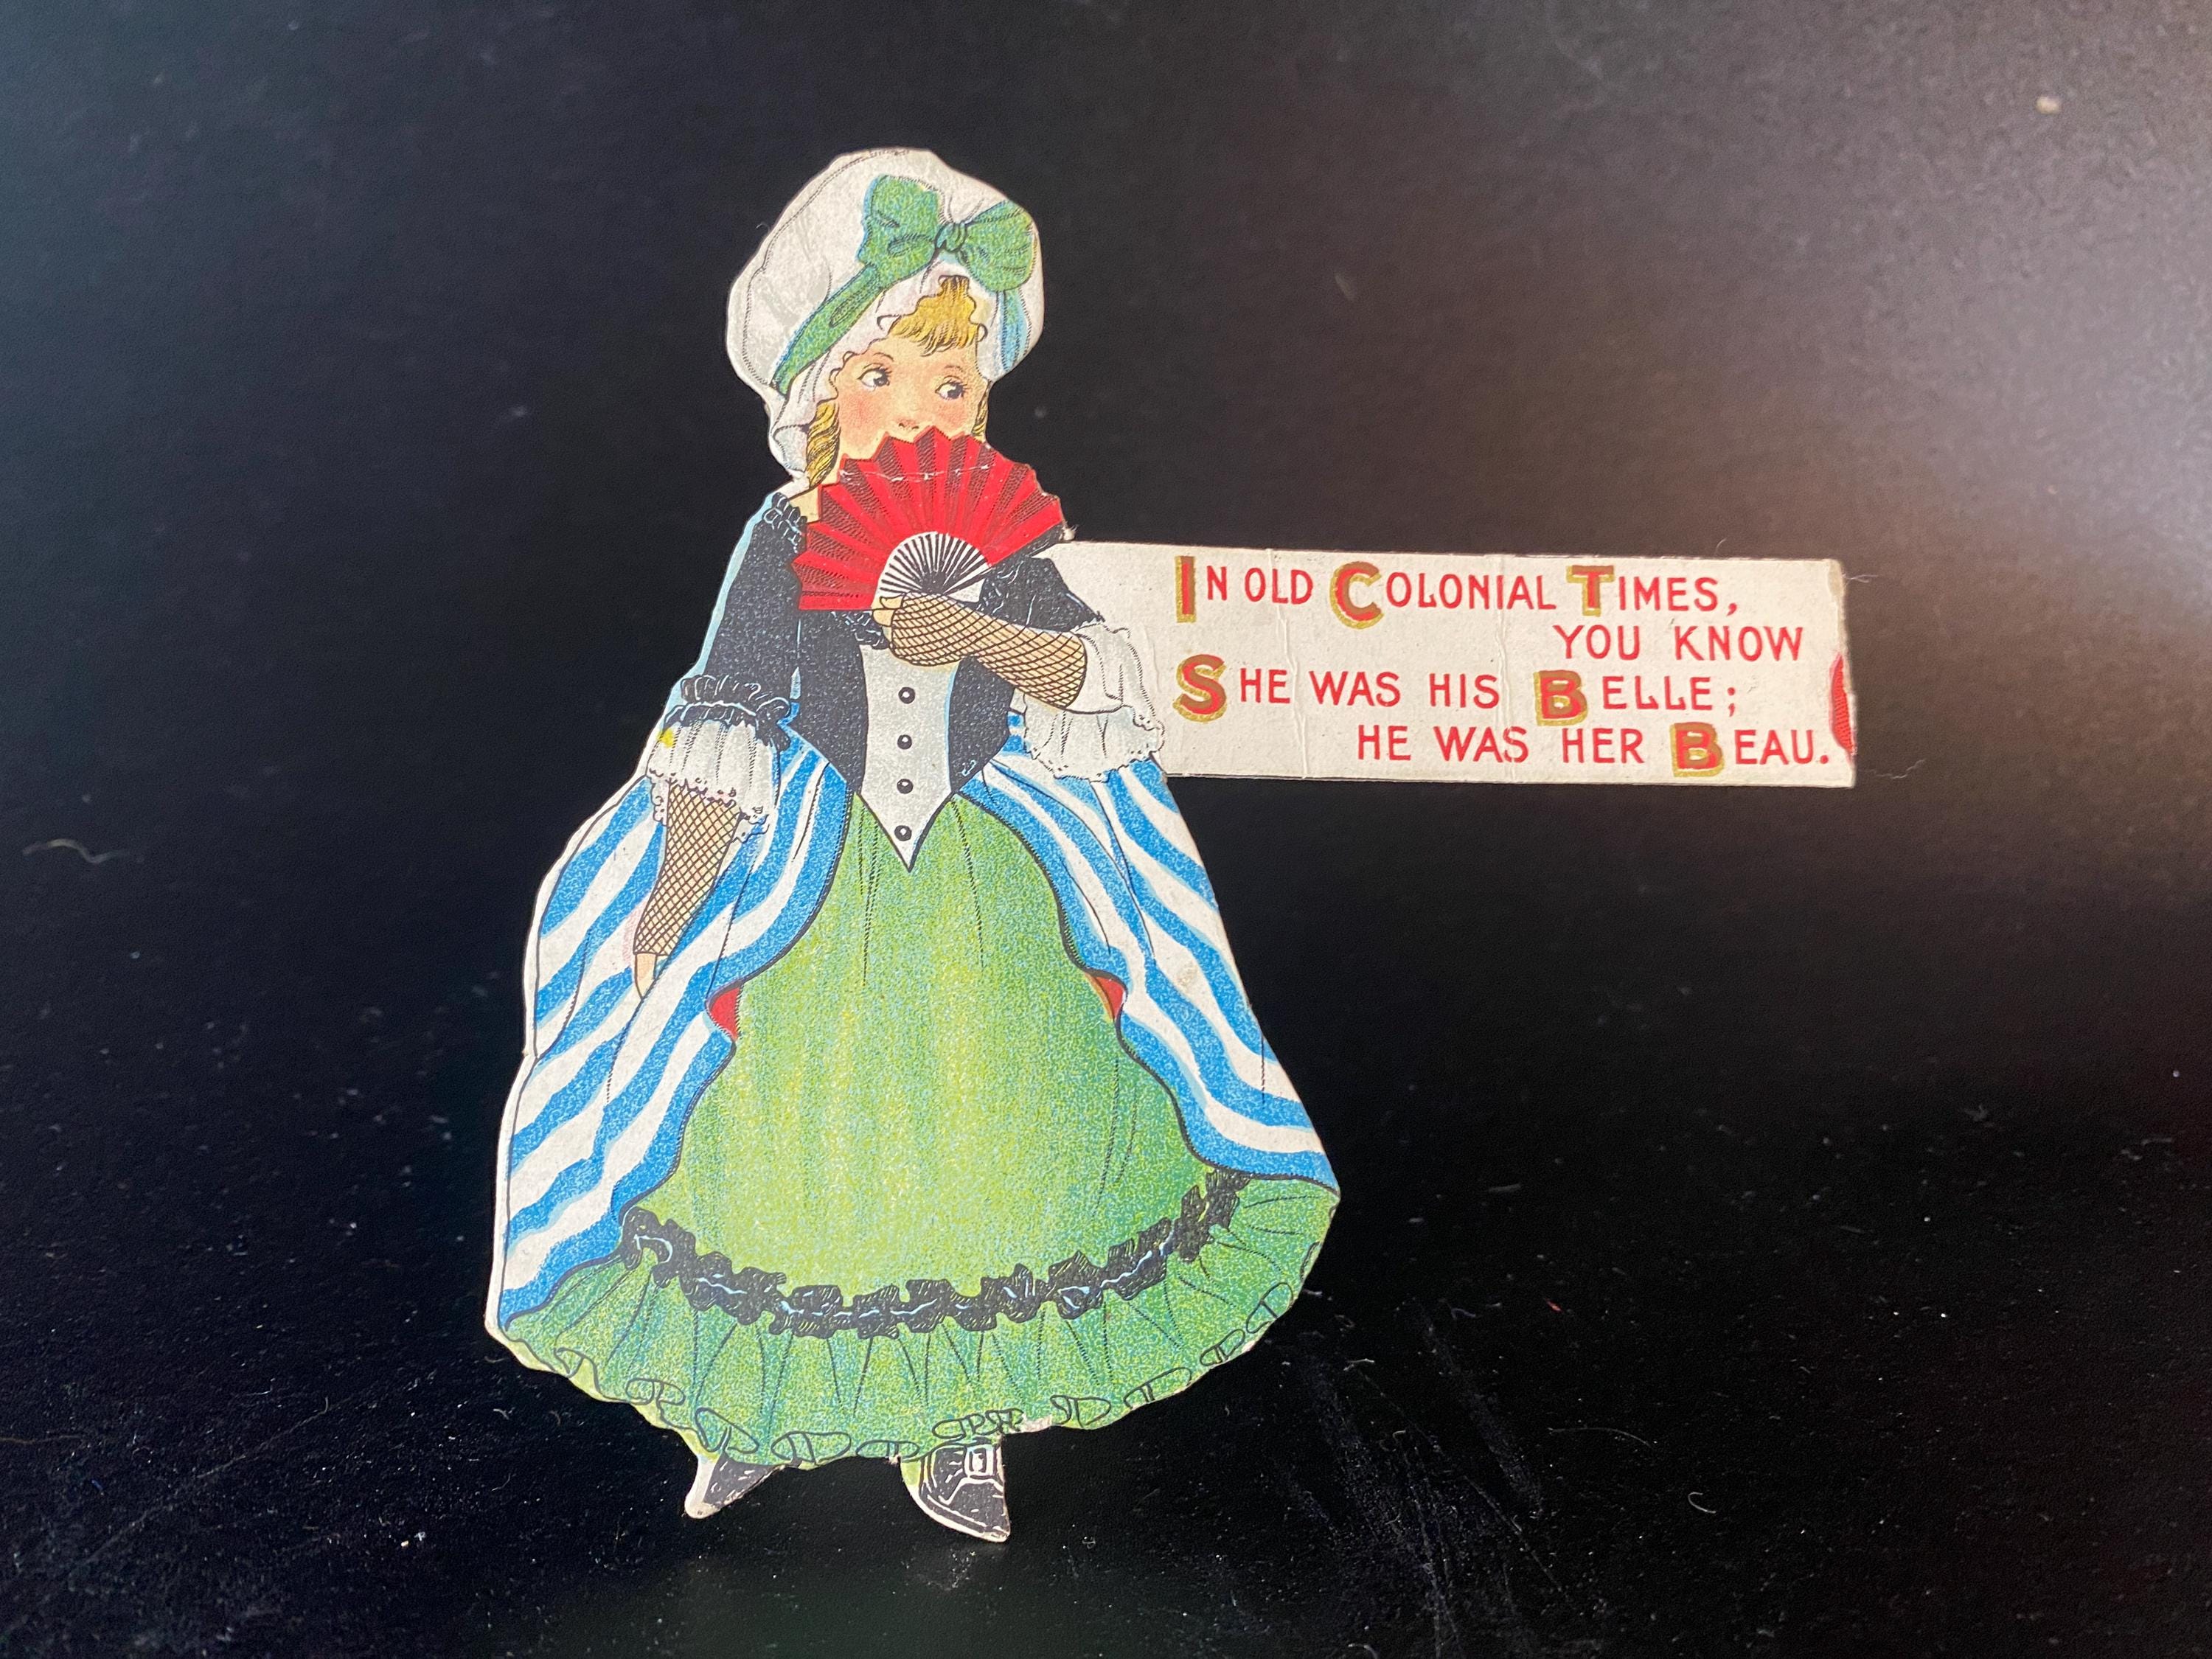 IN OLD COLONIAL TIMES,
YOU KNOW
SHE WAS HIS BELLE;
HE WAS HER BEAU.